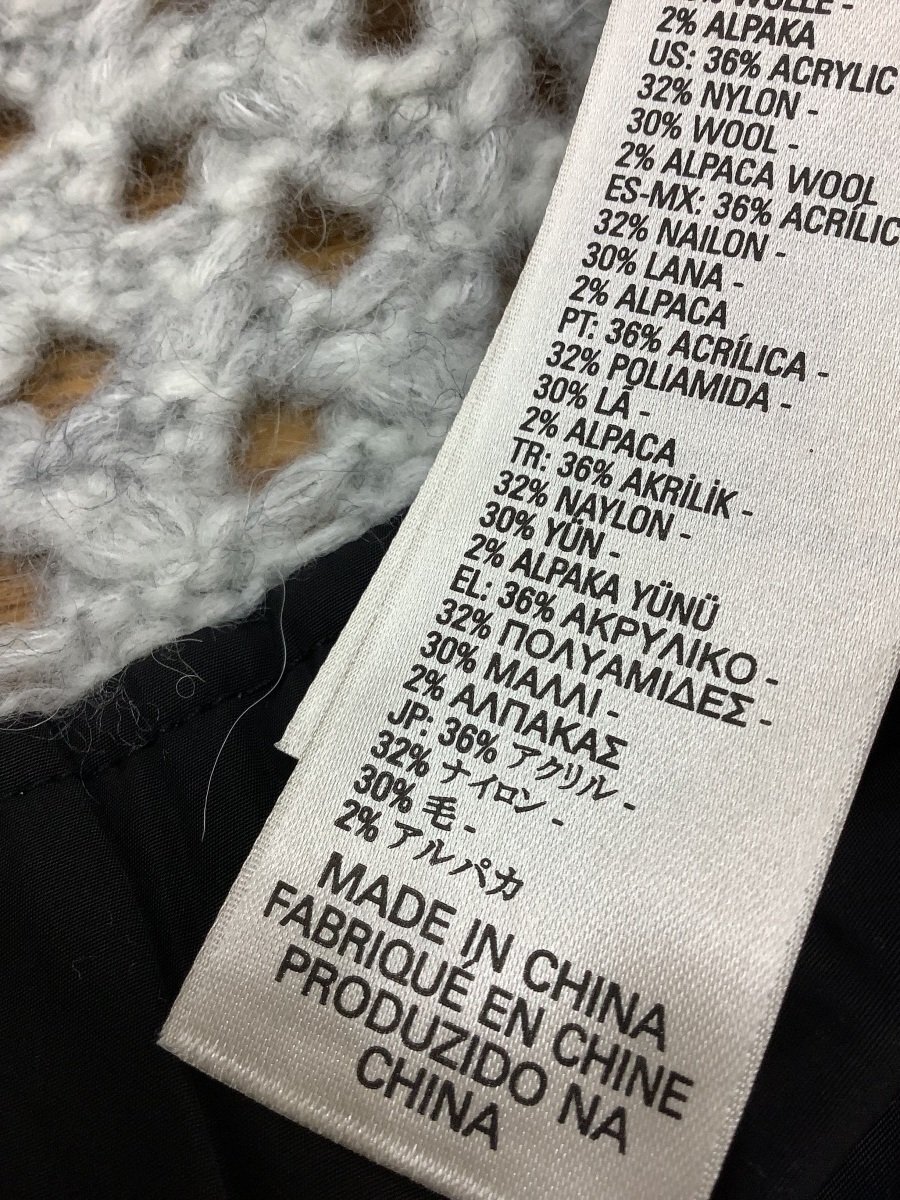 WOLLE -
2% ALPAKA
US: 36% ACRYLIC
32% NYLON -
30% WOOL -
2% ALPACA WOOL
ES-MX: 36% ACRÍLIC
32% NAILON -
30% LANA -
2% ALPACA
PT: 36% ACRÍLICA -
32% POLIAMIDA -
30% LÃ -
2% ALPACA
TR: 36% AKRİLİK -
32% NAYLON -
30% YÜN -
2% ALPAKA YÜNÜ
EL: 36% ΑΚΡΥΛΙΚΟ -
32% ΠΟΛΥΑΜΙΔΕΣ -
30% ΜΑΛΛΙ -
2% ΑΛΠΑΚΑΣ
JP: 36% アクリル -
32% ナイロン -
30% 毛 -
2% アルパカ
MADE IN CHINA
FABRIQUÉ EN CHINE
PRODUZIDO NA
CHINA